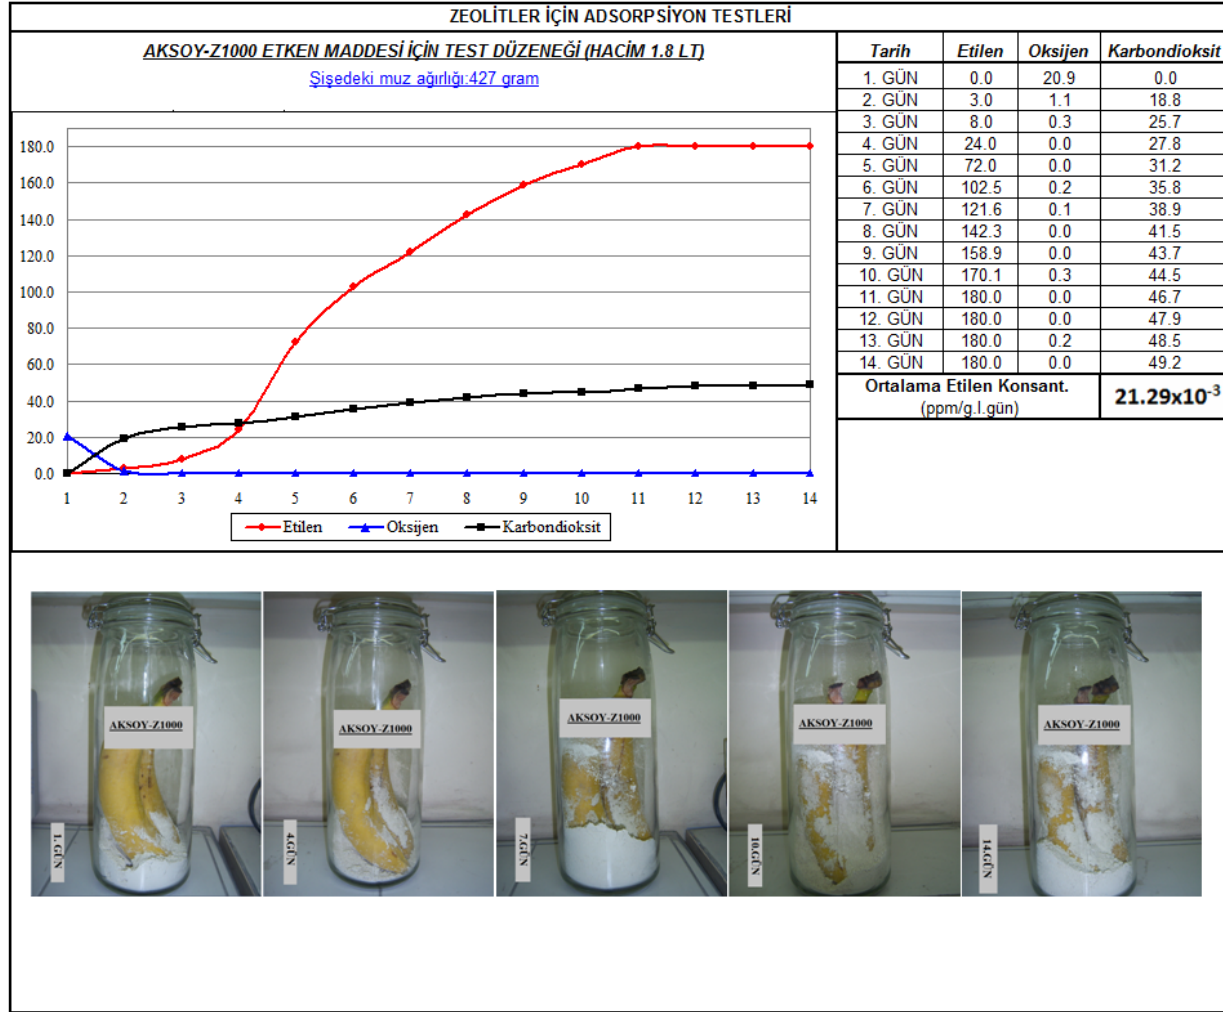 ZEOLİTLER İÇİN ADSORPSİYON TESTLERİ
AKSOY-Z1000 ETKEN MADDESİ İÇİN TEST DÜZENEĞİ (HACİM 1.8 LT)
Şişedeki muz ağırlığı:427 gram
180.0
160.0
140.0
120.0
100.0
80.0
60.0
40.0
20.0
0.0
1 2 3 4 5 6 7 8 9 10 11 12 13 14
Etilen Oksijen Karbondioksit
Tarih Etilen Oksijen Karbondioksit
1. GÜN 0.0 20.9 0.0
2. GÜN 3.0 1.1 18.8
3. GÜN 8.0 0.3 25.7
4. GÜN 24.0 0.0 27.8
5. GÜN 72.0 0.0 31.2
6. GÜN 102.5 0.2 35.8
7. GÜN 121.6 0.1 38.9
8. GÜN 142.3 0.0 41.5
9. GÜN 158.9 0.0 43.7
10. GÜN 170.1 0.3 44.5
11. GÜN 180.0 0.0 46.7
12. GÜN 180.0 0.0 47.9
13. GÜN 180.0 0.2 48.5
14. GÜN 180.0 0.0 49.2
Ortalama Etilen Konsant.
(ppm/g.l.gün)
21.29x10⁻³
AKSOY-Z1000
1. GÜN
AKSOY-Z1000
4.GÜN
AKSOY-Z1000
7.GÜN
AKSOY-Z1000
10.GÜN
AKSOY-Z1000
14.GÜN